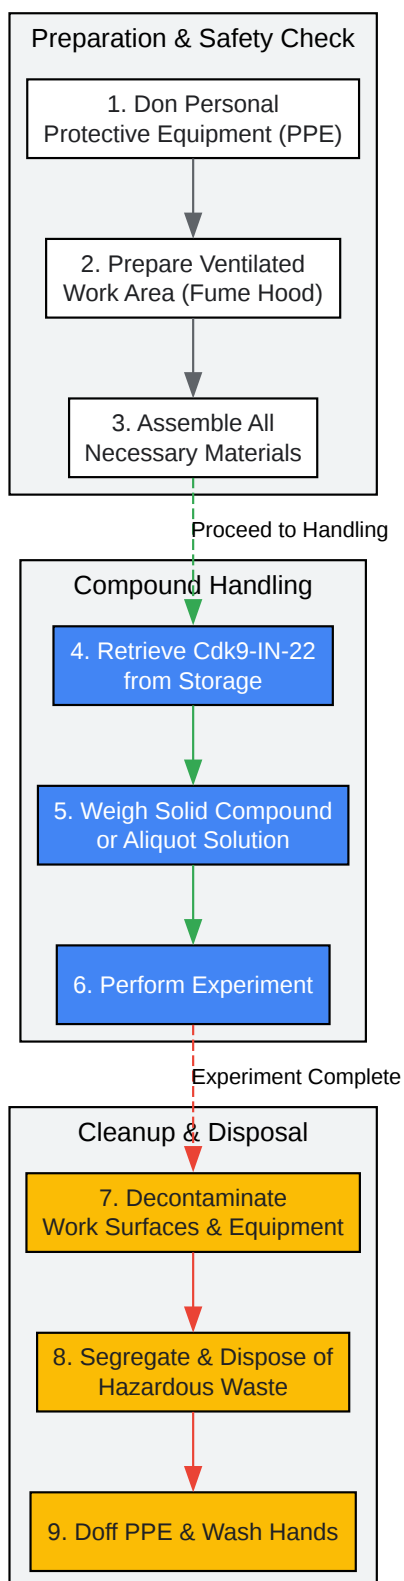 Preparation & Safety Check
1. Don Personal
Protective Equipment (PPE)
2. Prepare Ventilated
Work Area (Fume Hood)
3. Assemble All
Necessary Materials
Proceed to Handling
Compound Handling
4. Retrieve Cdk9-IN-22
from Storage
5. Weigh Solid Compound
or Aliquot Solution
6. Perform Experiment
Experiment Complete
Cleanup & Disposal
7. Decontaminate
Work Surfaces & Equipment
8. Segregate & Dispose of
Hazardous Waste
9. Doff PPE & Wash Hands